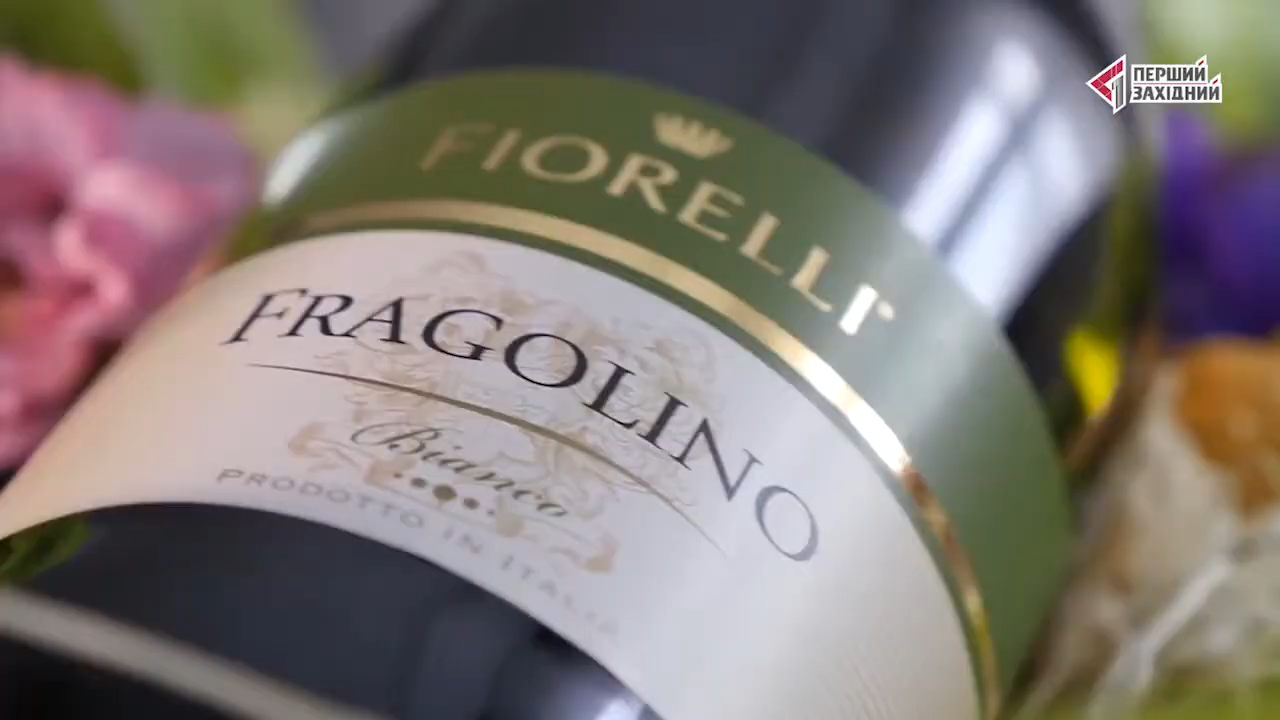 ПЕРШИЙ
ЗАХІДНИЙ
FIORELLI
FRAGOLINO
Bianco
PRODOTTO IN ITALIA